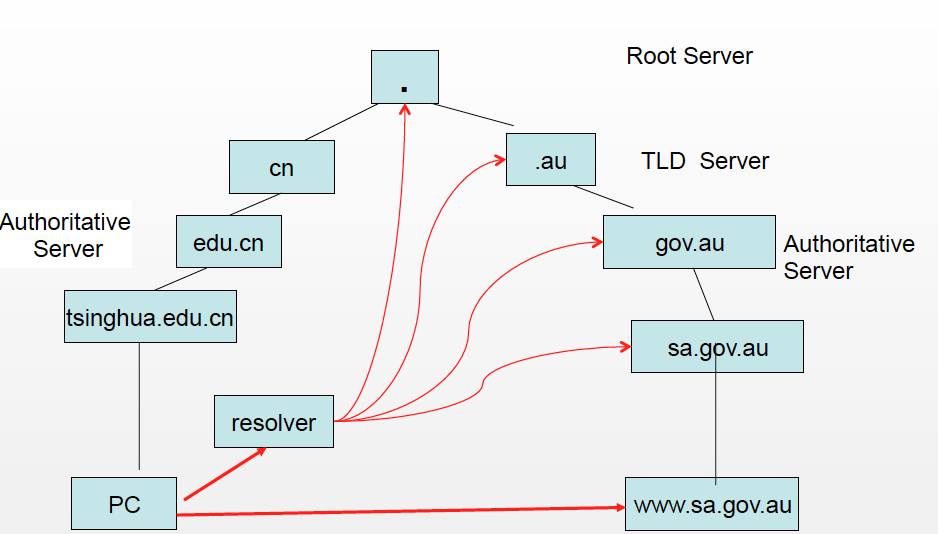 .
Root Server
cn
.au
TLD Server
Authoritative
Server
edu.cn
gov.au
Authoritative
Server
tsinghua.edu.cn
sa.gov.au
resolver
PC
www.sa.gov.au